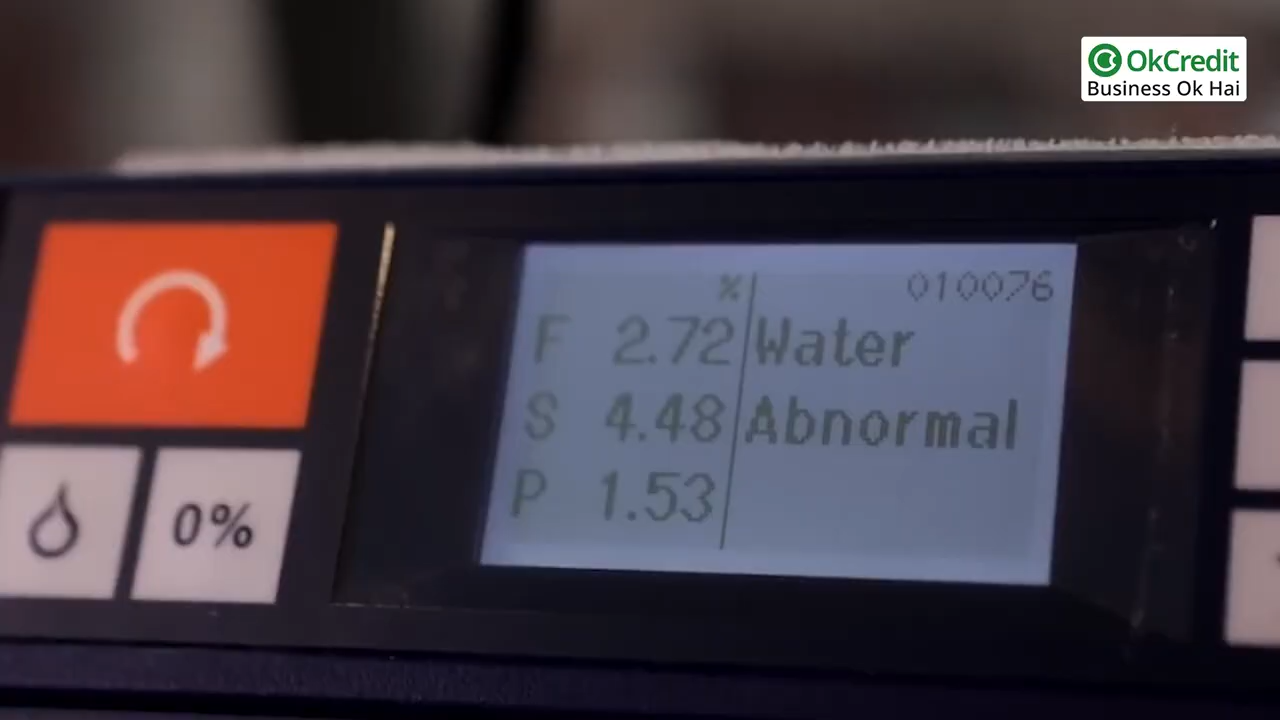 OkCredit
Business Ok Hai
% 010076
F 2.72 Water
S 4.48 Abnormal
P 1.53
0%